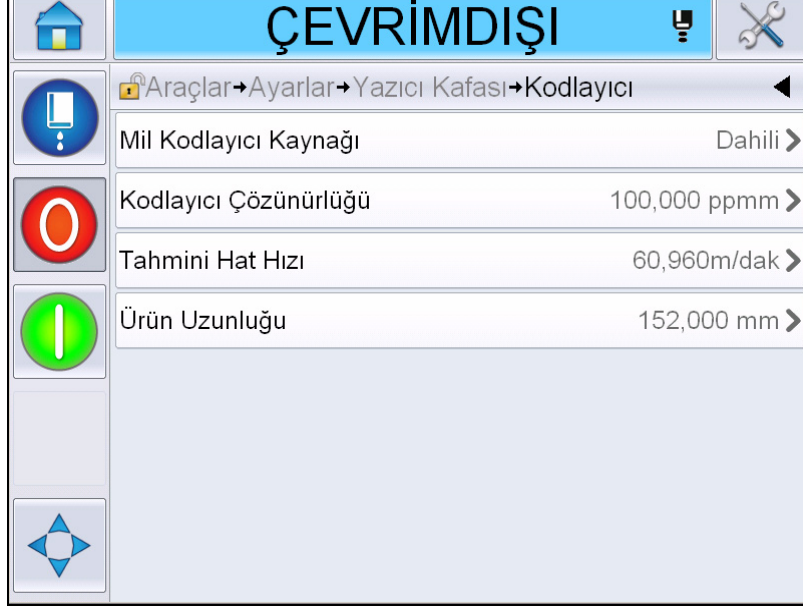 ÇEVRİMDIŞI
Araçlar→Ayarlar→Yazıcı Kafası→Kodlayıcı
Mil Kodlayıcı Kaynağı Dahili
Kodlayıcı Çözünürlüğü 100,000 ppmm
Tahmini Hat Hızı 60,960m/dak
Ürün Uzunluğu 152,000 mm